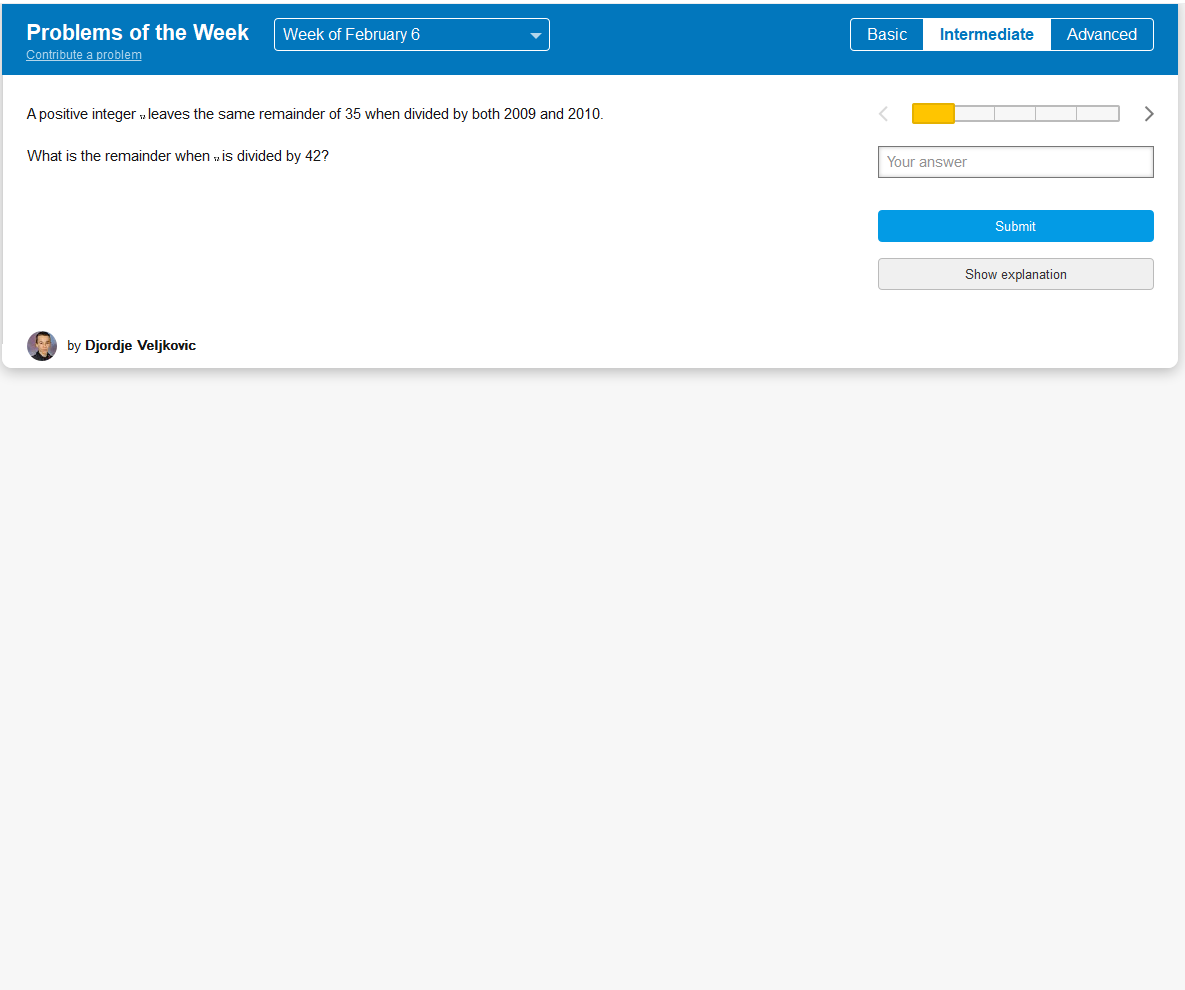 Problems of the Week
Contribute a problem
Week of February 6
Basic
Intermediate
Advanced
A positive integer leaves the same remainder of 35 when divided by both 2009 and 2010.
What is the remainder when is divided by 42?
Your answer
Submit
Show explanation
by Djordje Veljkovic